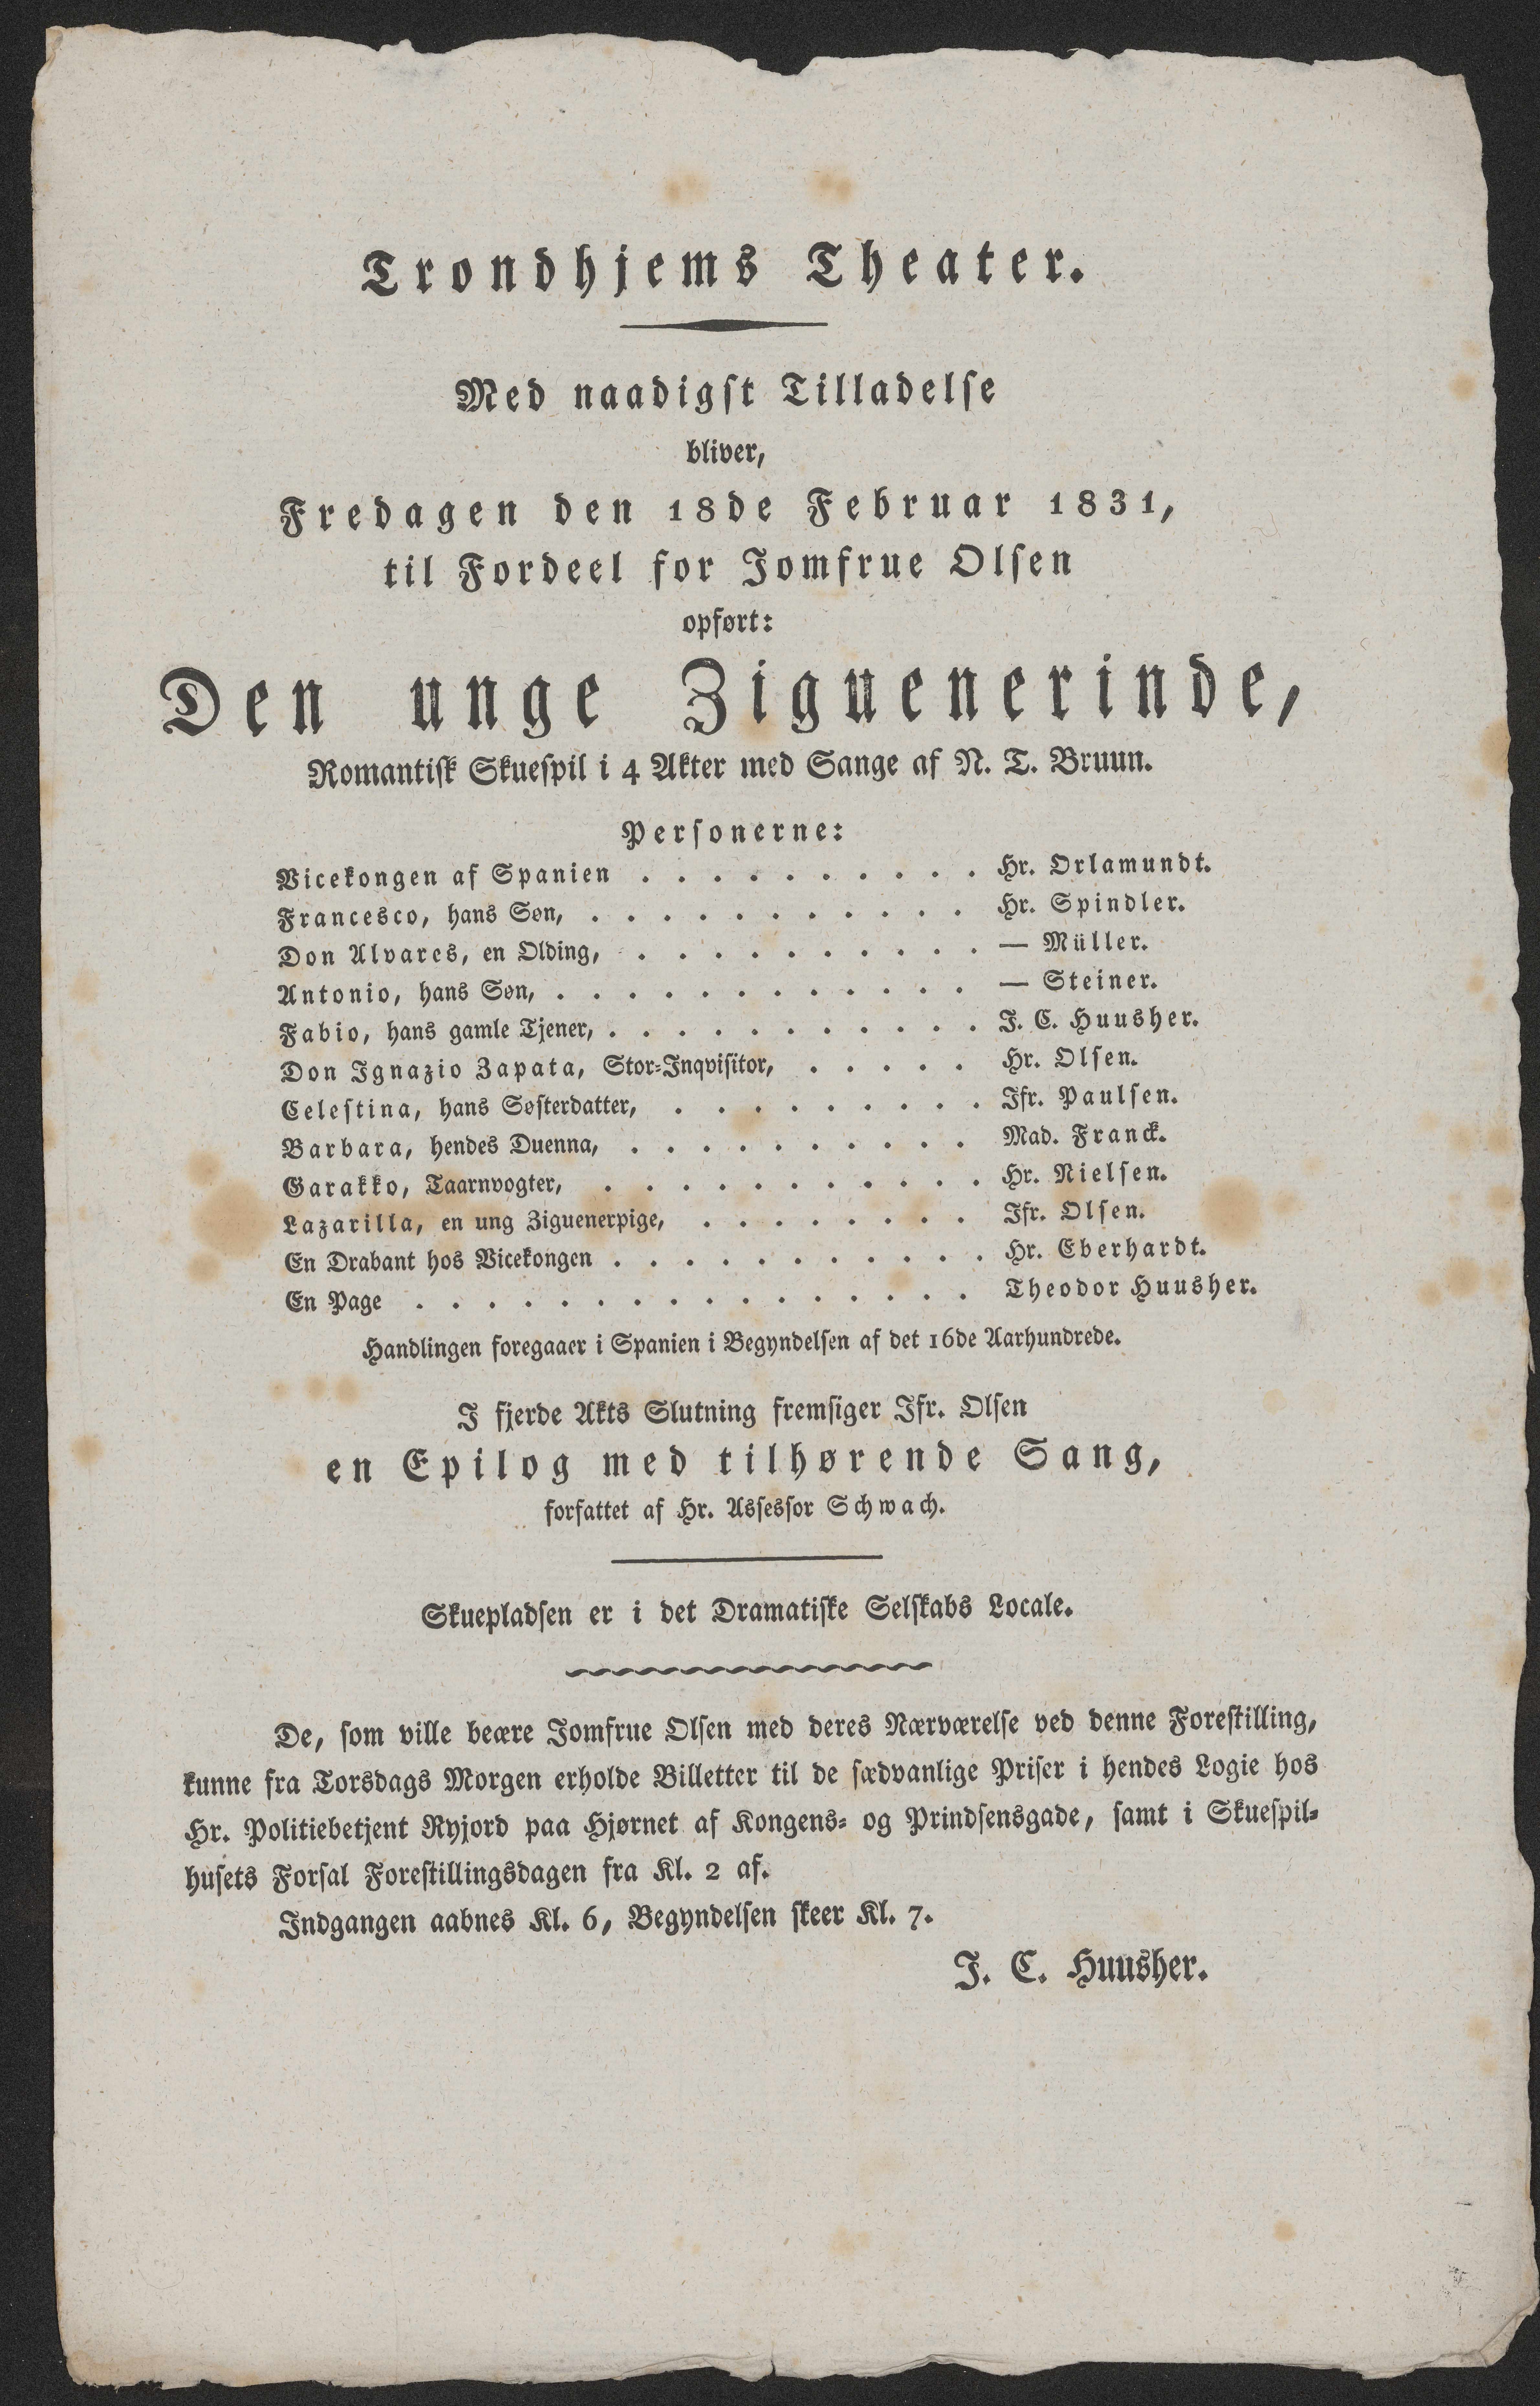 Trondhjems Theater.
Med naadigst Tilladelse
bliver,
Fredagen den 18de Februar 1831,
til Fordeel for Jomfrue Olsen
opført:
Den unge Ziguenerinde,
Romantisk Skuespil i 4 Akter med Sange af N. T. Bruun.
Personerne:
Vicekongen af Spanien . . . . . . . . . . Hr. Orlamundt.
Francesco, hans Søn, . . . . . . . . . . . Hr. Spindler.
Don Alvares, en Olding, . . . . . . . . . . — Müller.
Antonio, hans Søn, . . . . . . . . . . . . — Steiner.
Fabio, hans gamle Tjener, . . . . . . . . . . . J. C. Huusher.
Don Ignazio Zapata, Stor-Inqvisitor, . . . . . Hr. Olsen.
Celestina, hans Søsterdatter, . . . . . . . . . Jfr. Paulsen.
Barbara, hendes Duenna, . . . . . . . . . . Mad. Franck.
Garakko, Taarnvogter, . . . . . . . . . . . Hr. Nielsen.
Lazarilla, en ung Ziguenerpige, . . . . . . . . Jfr. Olsen.
En Drabant hos Vicekongen . . . . . . . . . . . Hr. Eberhardt.
En Page . . . . . . . . . . . . . . . . Theodor Huusher.
Handlingen foregaaer i Spanien i Begyndelsen af det 16de Aarhundrede.
I fjerde Akts Slutning fremsiger Jfr. Olsen
en Epilog med tilhørende Sang,
forfattet af Hr. Assessor Schwach.
Skuepladsen er i det Dramatiske Selskabs Locale.
De, som ville beære Jomfrue Olsen med deres Nærværelse ved denne Forestilling,
kunne fra Torsdags Morgen erholde Billetter til de sædvanlige Priser i hendes Logie hos
Hr. Politiebetjent Ryjord paa Hjørnet af Kongens- og Prindsensgade, samt i Skuespil-
husets Forsal Forestillingsdagen fra Kl. 2 af.
Indgangen aabnes Kl. 6, Begyndelsen skeer Kl. 7.
J. C. Huusher.